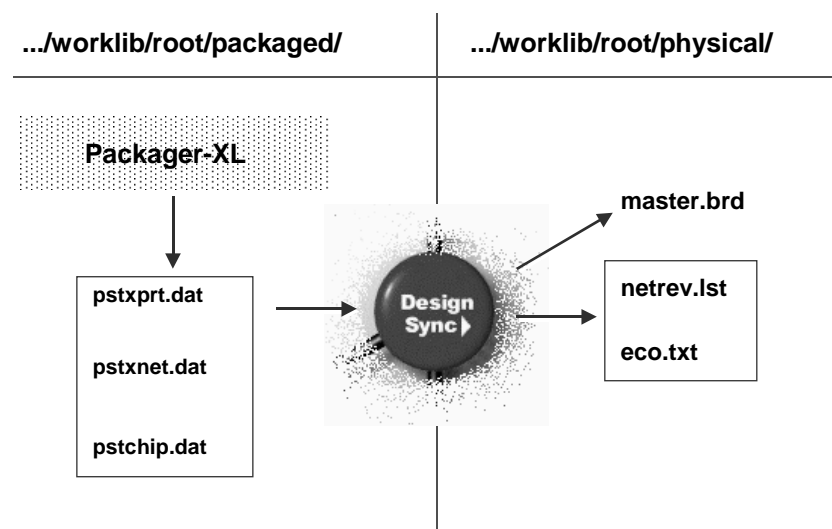 .../worklib/root/packaged/
.../worklib/root/physical/
Packager-XL
master.brd
pstxprt.dat
pstxnet.dat
pstchip.dat
Design
Sync
netrev.lst
eco.txt